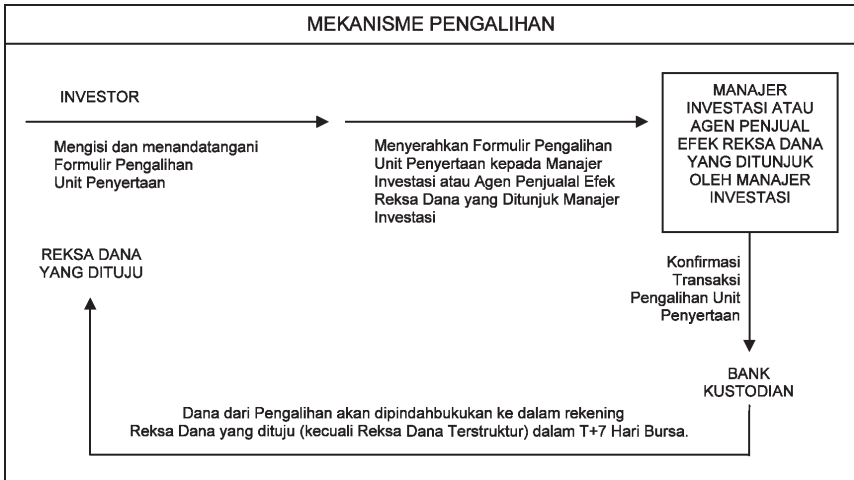 MEKANISME PENGALIHAN
INVESTOR
Mengisi dan menandatangani
Formulir Pengalihan
Unit Penyertaan
Menyerahkan Formulir Pengalihan
Unit Penyertaan kepada Manajer
Investasi atau Agen Penjualal Efek
Reksa Dana yang Ditunjuk Manajer
Investasi
MANAJER
INVESTASI ATAU
AGEN PENJUAL
EFEK REKSA DANA
YANG DITUNJUK
OLEH MANAJER
INVESTASI
Konfirmasi
Transaksi
Pengalihan Unit
Penyertaan
BANK
KUSTODIAN
Dana dari Pengalihan akan dipindahbukukan ke dalam rekening
Reksa Dana yang dituju (kecuali Reksa Dana Terstruktur) dalam T+7 Hari Bursa.
REKSA DANA
YANG DITUJU